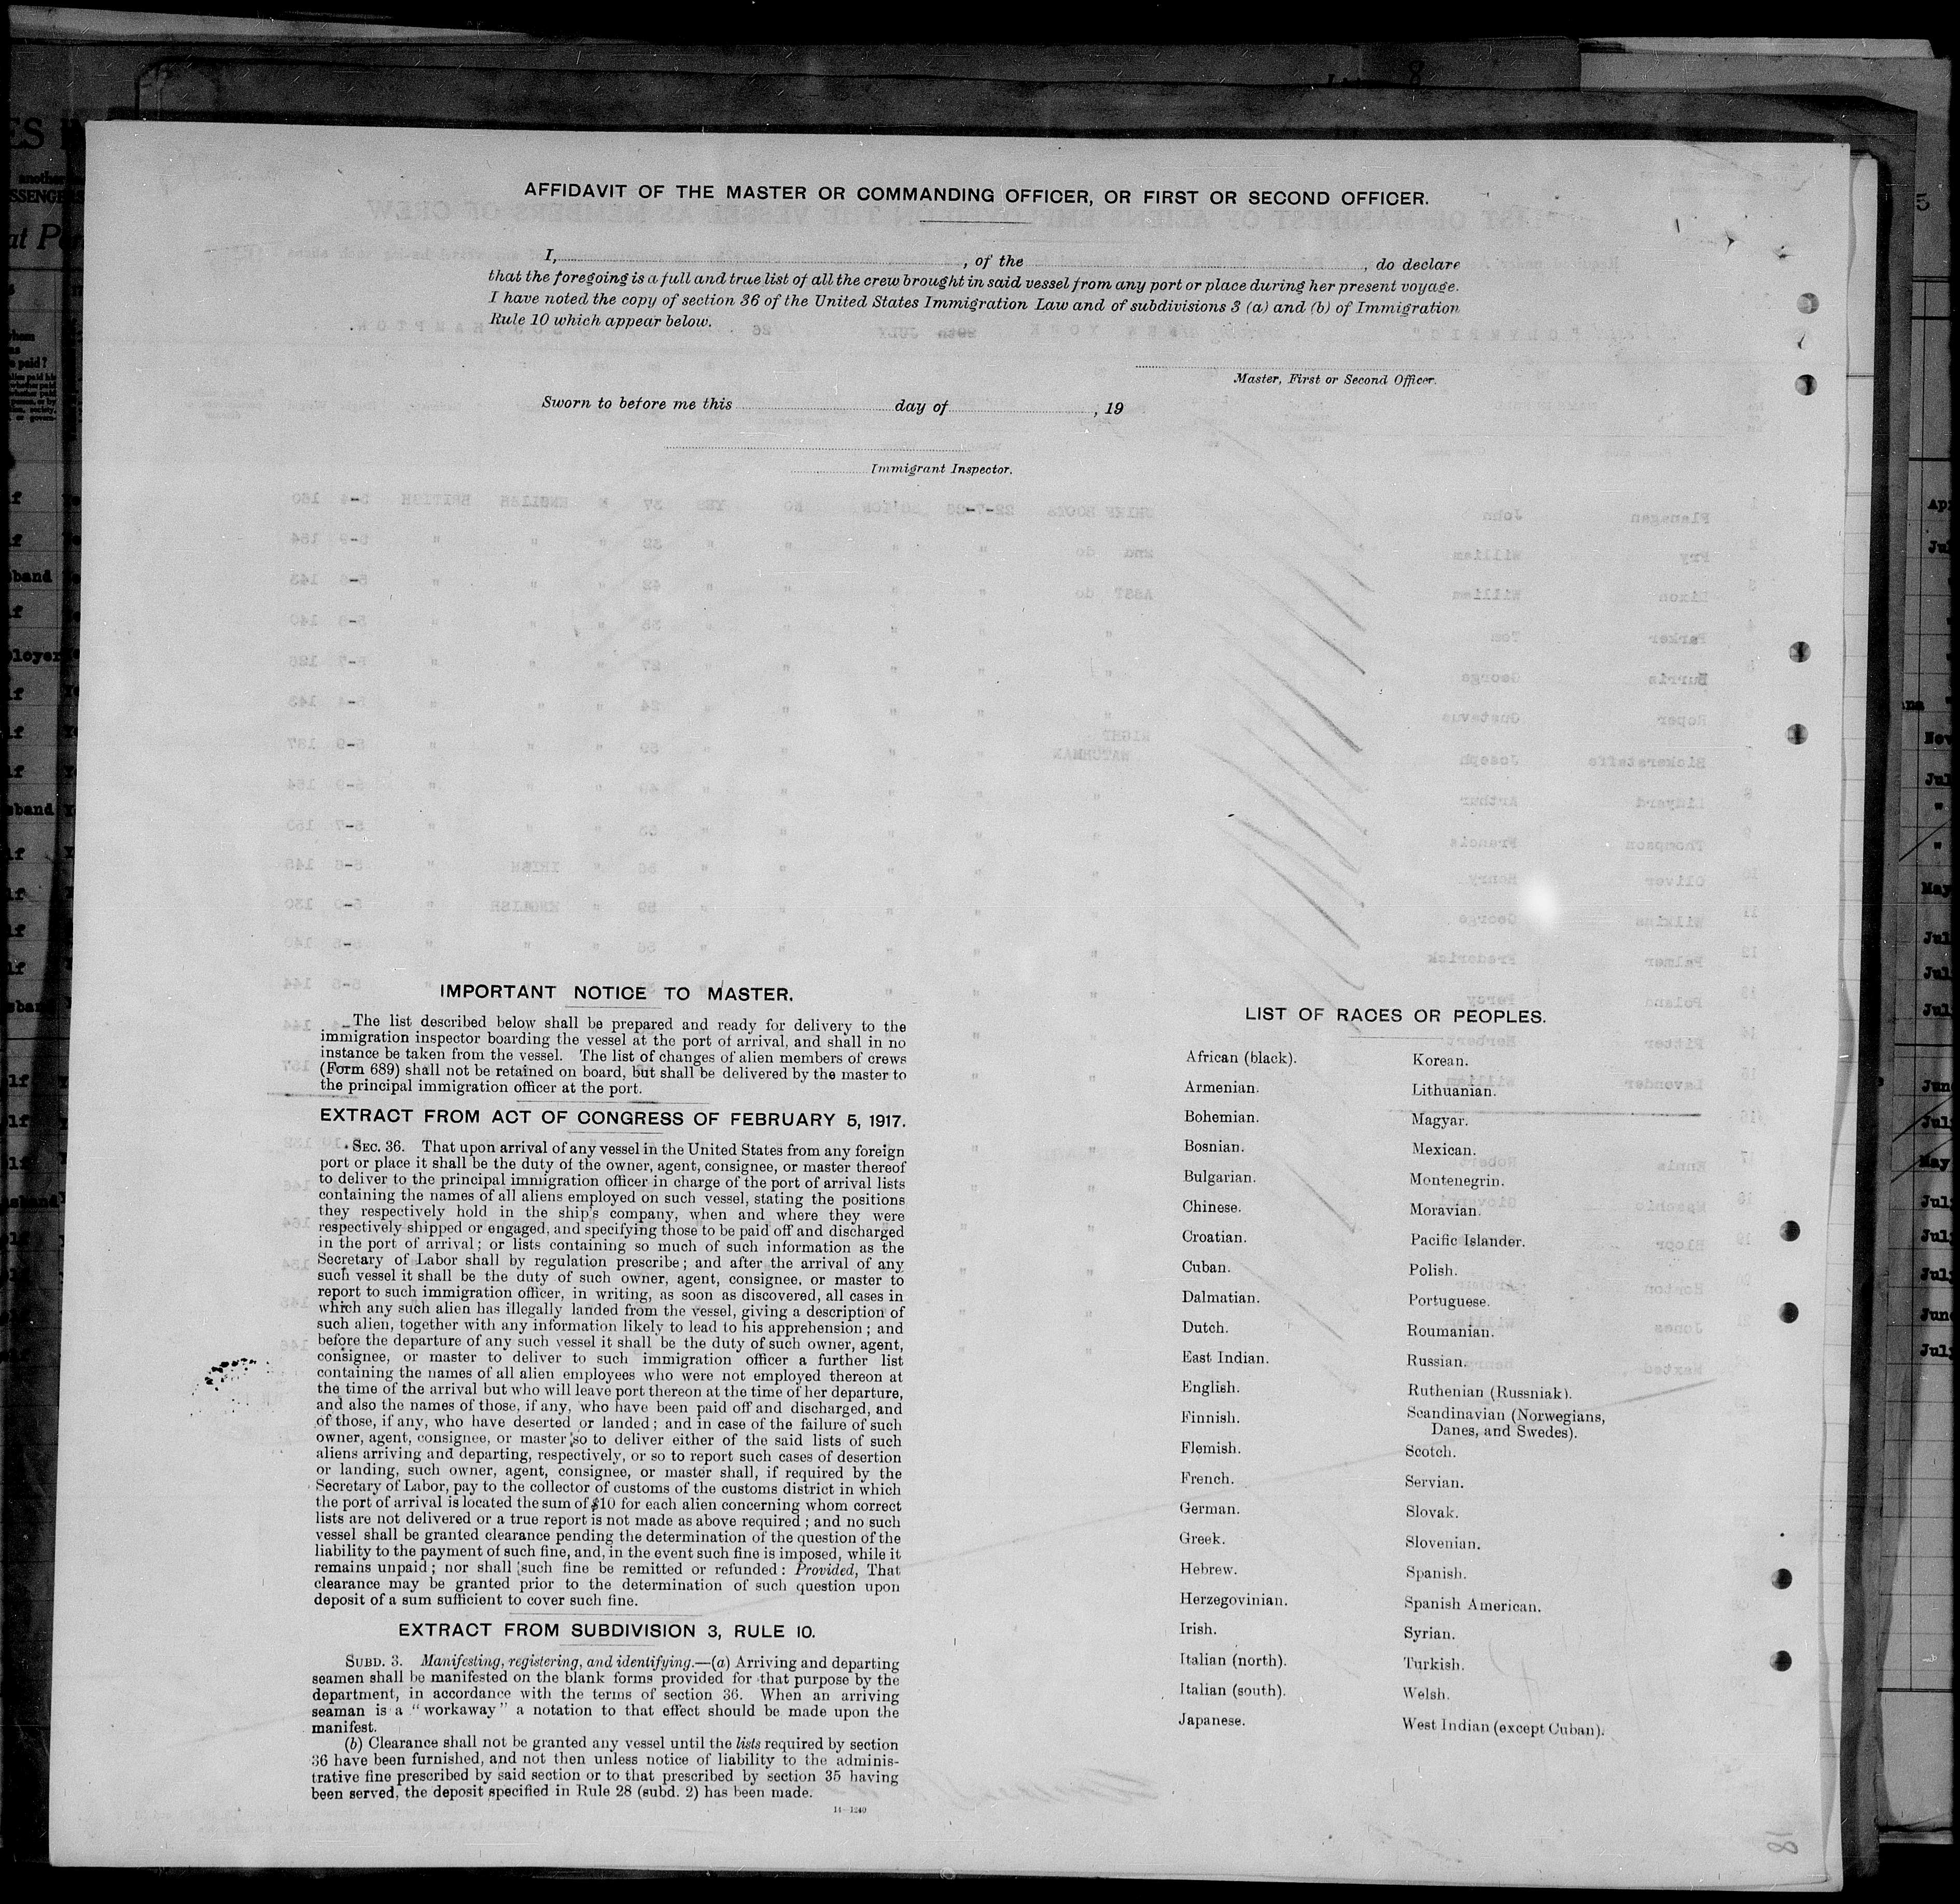 AFFIDAVIT OF THE MASTER OR COMMANDING OFFICER, OR FIRST OR SECOND OFFICER.
I, , of the , do declare
that the foregoing is a full and true list of all the crew brought in said vessel from any port or place during her present voyage.
I have noted the copy of section 36 of the United States Immigration Law and of subdivisions 3 (a) and (b) of Immigration
Rule 10 which appear below.
Master, First or Second Officer.
Sworn to before me this day of , 19
Immigrant Inspector.
IMPORTANT NOTICE TO MASTER.
The list described below shall be prepared and ready for delivery to the
immigration inspector boarding the vessel at the port of arrival, and shall in no
instance be taken from the vessel. The list of changes of alien members of crews
(Form 689) shall not be retained on board, but shall be delivered by the master to
the principal immigration officer at the port.
EXTRACT FROM ACT OF CONGRESS OF FEBRUARY 5, 1917.
SEC. 36. That upon arrival of any vessel in the United States from any foreign
port or place it shall be the duty of the owner, agent, consignee, or master thereof
to deliver to the principal immigration officer in charge of the port of arrival lists
containing the names of all aliens employed on such vessel, stating the positions
they respectively hold in the ship's company, when and where they were
respectively shipped or engaged, and specifying those to be paid off and discharged
in the port of arrival; or lists containing so much of such information as the
Secretary of Labor shall by regulation prescribe; and after the arrival of any
such vessel it shall be the duty of such owner, agent, consignee, or master to
report to such immigration officer, in writing, as soon as discovered, all cases in
which any such alien has illegally landed from the vessel, giving a description of
such alien, together with any information likely to lead to his apprehension; and
before the departure of any such vessel it shall be the duty of such owner, agent,
consignee, or master to deliver to such immigration officer a further list
containing the names of all alien employees who were not employed thereon at
the time of the arrival but who will leave port thereon at the time of her departure,
and also the names of those, if any, who have been paid off and discharged, and
of those, if any, who have deserted or landed; and in case of the failure of such
owner, agent, consignee, or master so to deliver either of the said lists of such
aliens arriving and departing, respectively, or so to report such cases of desertion
or landing, such owner, agent, consignee, or master shall, if required by the
Secretary of Labor, pay to the collector of customs of the customs district in which
the port of arrival is located the sum of $10 for each alien concerning whom correct
lists are not delivered or a true report is not made as above required; and no such
vessel shall be granted clearance pending the determination of the question of the
liability to the payment of such fine, and, in the event such fine is imposed, while it
remains unpaid; nor shall such fine be remitted or refunded: Provided, That
clearance may be granted prior to the determination of such question upon
deposit of a sum sufficient to cover such fine.
EXTRACT FROM SUBDIVISION 3, RULE 10.
SUBD. 3. Manifesting, registering, and identifying.—(a) Arriving and departing
seamen shall be manifested on the blank forms provided for that purpose by the
department, in accordance with the terms of section 36. When an arriving
seaman is a "workaway" a notation to that effect should be made upon the
manifest.
(b) Clearance shall not be granted any vessel until the lists required by section
36 have been furnished, and not then unless notice of liability to the adminis-
trative fine prescribed by said section or to that prescribed by section 35 having
been served, the deposit specified in Rule 28 (subd. 2) has been made.
14—1240
LIST OF RACES OR PEOPLES.
African (black).
Armenian.
Bohemian.
Bosnian.
Bulgarian.
Chinese.
Croatian.
Cuban.
Dalmatian.
Dutch.
East Indian.
English.
Finnish.
Flemish.
French.
German.
Greek.
Hebrew.
Herzegovinian.
Irish.
Italian (north).
Italian (south).
Japanese.
Korean.
Lithuanian.
Magyar.
Mexican.
Montenegrin.
Moravian.
Pacific Islander.
Polish.
Portuguese.
Roumanian.
Russian.
Ruthenian (Russniak).
Scandinavian (Norwegians,
Danes, and Swedes).
Scotch.
Servian.
Slovak.
Slovenian.
Spanish.
Spanish American.
Syrian.
Turkish.
Welsh.
West Indian (except Cuban).